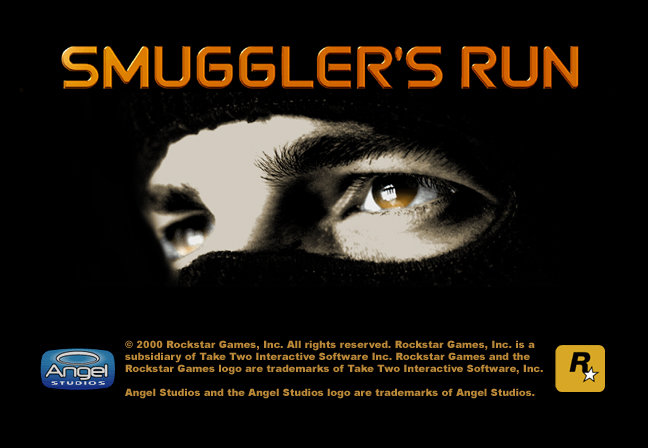 SMUGGLER'S RUN
© 2000 Rockstar Games, Inc. All rights reserved. Rockstar Games, Inc. is a
subsidiary of Take Two Interactive Software Inc. Rockstar Games and the
Rockstar Games logo are trademarks of Take Two Interactive Software, Inc.
Angel Studios and the Angel Studios logo are trademarks of Angel Studios.
Angel
STUDIOS
R